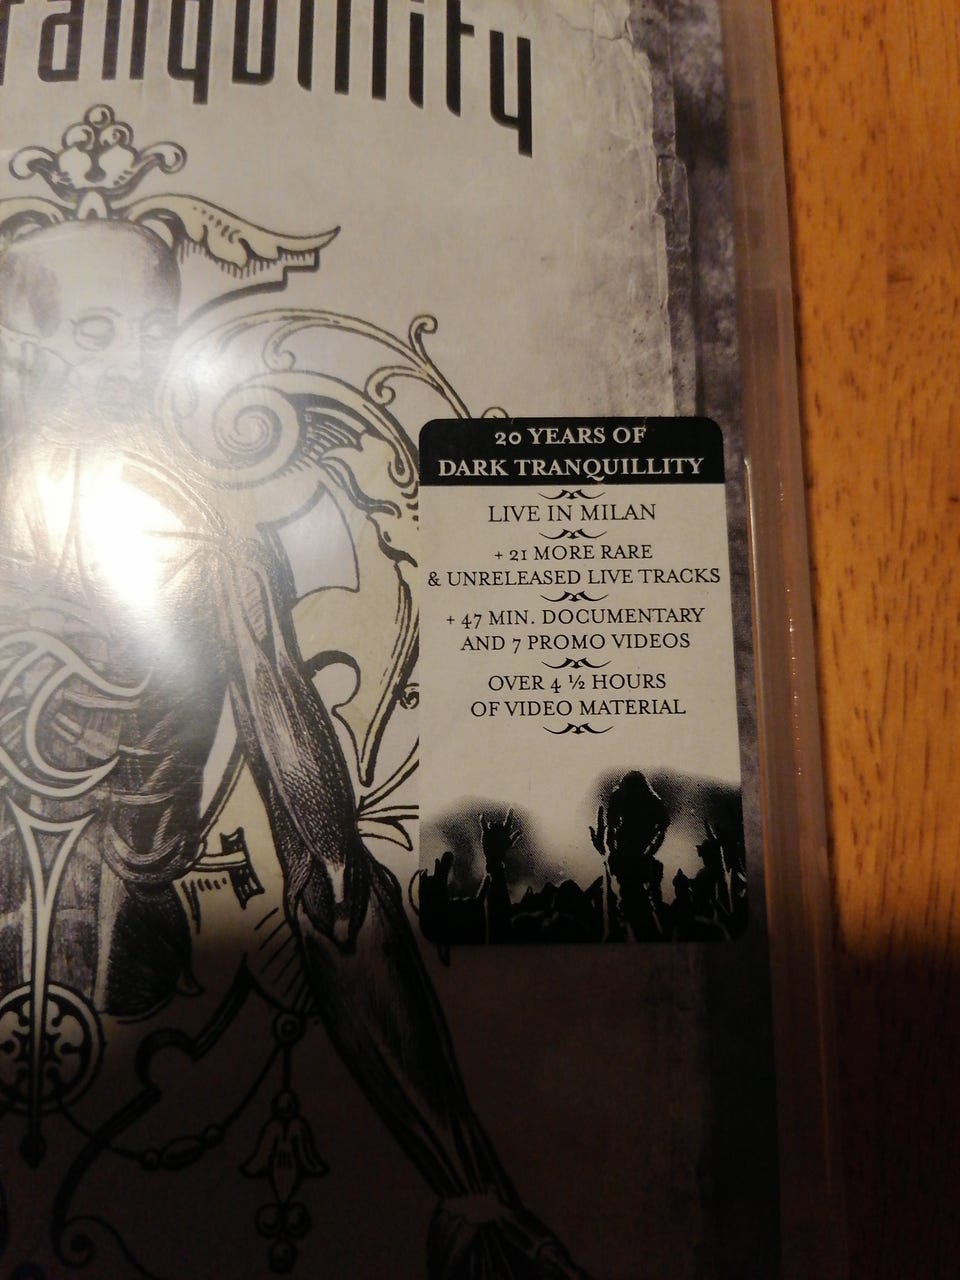 ranquillity
20 YEARS OF
DARK TRANQUILLITY
LIVE IN MILAN
+ 21 MORE RARE
& UNRELEASED LIVE TRACKS
+ 47 MIN. DOCUMENTARY
AND 7 PROMO VIDEOS
OVER 4 ½ HOURS
OF VIDEO MATERIAL